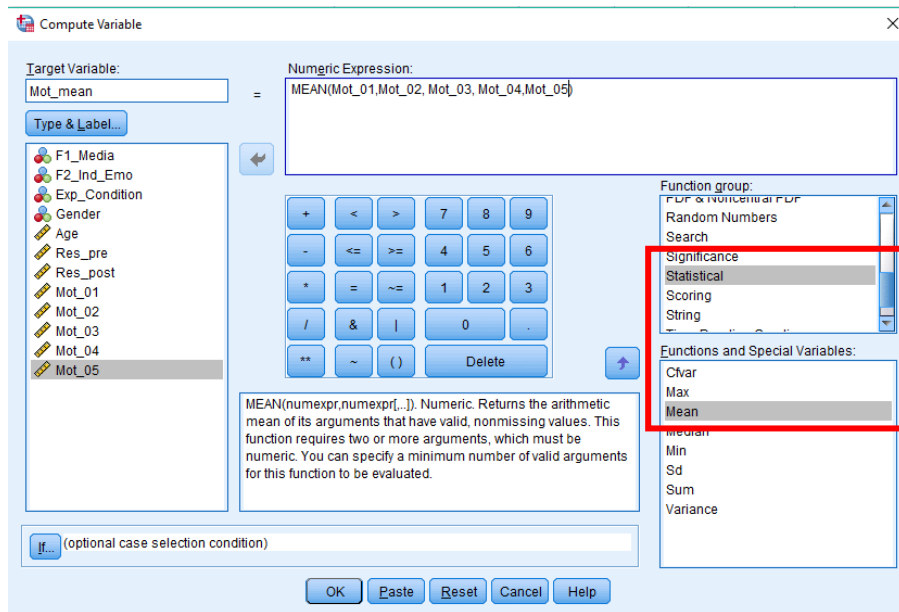 Compute Variable
Target Variable:
Mot_mean
Type & Label...
=
Numeric Expression:
MEAN(Mot_01,Mot_02, Mot_03, Mot_04,Mot_05)
F1_Media
F2_Ind_Emo
Exp_Condition
Gender
Age
Res_pre
Res_post
Mot_01
Mot_02
Mot_03
Mot_04
Mot_05
+ < > 7 8 9
- <= >= 4 5 6
* = ~= 1 2 3
/ & | 0 .
** ~ ( ) Delete
MEAN(numexpr,numexpr[,..]). Numeric. Returns the arithmetic
mean of its arguments that have valid, nonmissing values. This
function requires two or more arguments, which must be
numeric. You can specify a minimum number of valid arguments
for this function to be evaluated.
Function group:
PDF & Noncentral PDF
Random Numbers
Search
Significance
Statistical
Scoring
String
Functions and Special Variables:
Cfvar
Max
Mean
Median
Min
Sd
Sum
Variance
If... (optional case selection condition)
OK Paste Reset Cancel Help